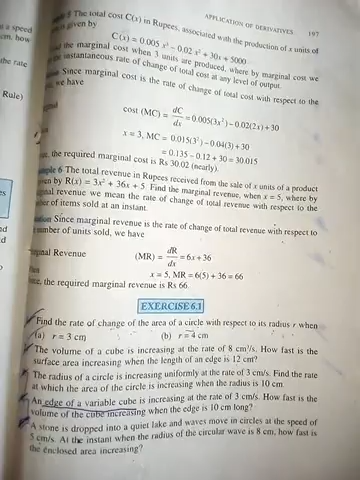 APPLICATION OF DERIVATIVES 197
The total cost C(x) in Rupees, associated with the production of x units of
is given by
C(x) = 0.005 x³ – 0.02 x² + 30x + 5000
the marginal cost when 3 units are produced, where by marginal cost we
the instantaneous rate of change of total cost at any level of output.
Since marginal cost is the rate of change of total cost with respect to the
we have
cost (MC) = dC/dx = 0.005(3x²) – 0.02(2x) + 30
x = 3, MC = 0.015(3²) – 0.04(3) + 30
= 0.135 – 0.12 + 30 = 30.015
the required marginal cost is Rs 30.02 (nearly).
6 The total revenue in Rupees received from the sale of x units of a product
by R(x) = 3x² + 36x + 5. Find the marginal revenue, when x = 5, where by
revenue we mean the rate of change of total revenue with respect to the
of items sold at an instant.
Since marginal revenue is the rate of change of total revenue with respect to
number of units sold, we have
Revenue (MR) = dR/dx = 6x + 36
x = 5, MR = 6(5) + 36 = 66
the required marginal revenue is Rs 66.
EXERCISE 6.1
Find the rate of change of the area of a circle with respect to its radius r when
(a) r = 3 cm (b) r = 4 cm
The volume of a cube is increasing at the rate of 8 cm³/s. How fast is the
surface area increasing when the length of an edge is 12 cm?
The radius of a circle is increasing uniformly at the rate of 3 cm/s. Find the rate
at which the area of the circle is increasing when the radius is 10 cm
An edge of a variable cube is increasing at the rate of 3 cm/s. How fast is the
volume of the cube increasing when the edge is 10 cm long?
A stone is dropped into a quiet lake and waves move in circles at the speed of
5 cm/s. At the instant when the radius of the circular wave is 8 cm, how fast is
the enclosed area increasing?